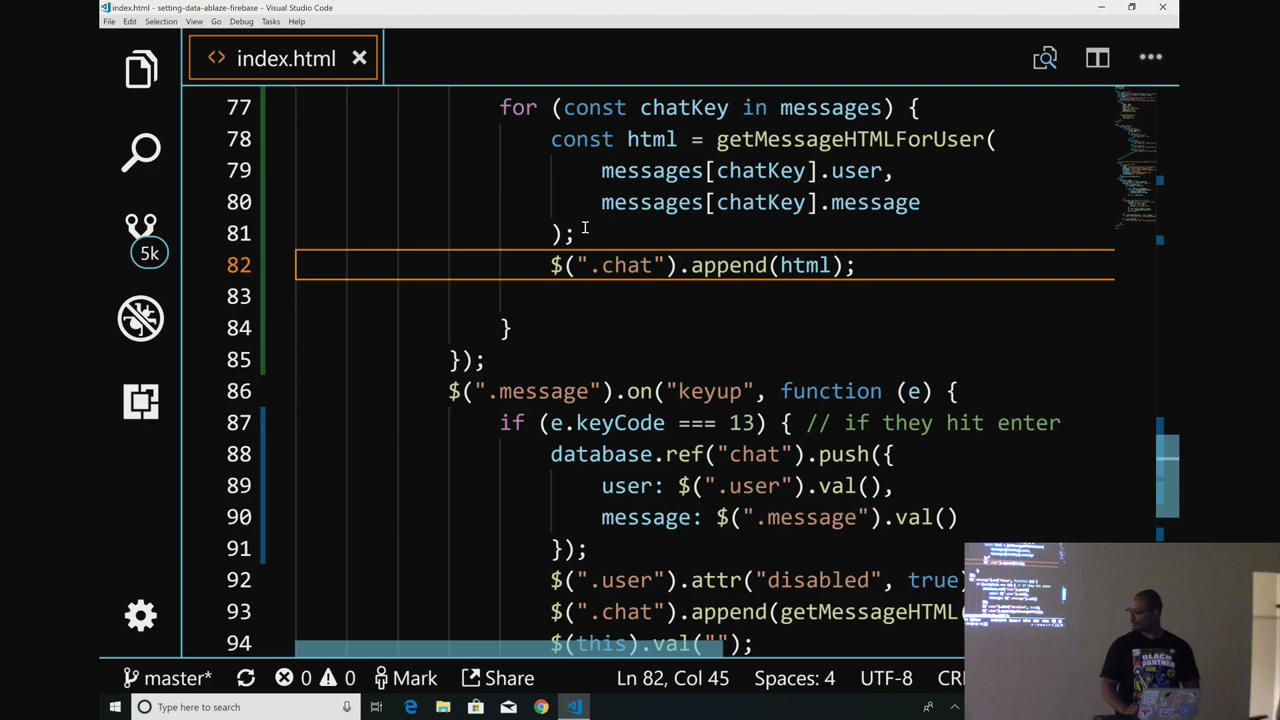 index.html - setting-data-ablaze-firebase - Visual Studio Code
File Edit Selection View Go Debug Tasks Help
index.html
77 for (const chatKey in messages) {
78 const html = getMessageHTMLForUser(
79 messages[chatKey].user,
80 messages[chatKey].message
81 );
82 $(".chat").append(html);
83
84 }
85 });
86 $(".message").on("keyup", function (e) {
87 if (e.keyCode === 13) { // if they hit enter
88 database.ref("chat").push({
89 user: $(".user").val(),
90 message: $(".message").val()
91 });
92 $(".user").attr("disabled", true)
93 $(".chat").append(getMessageHTML(
94 $(this).val("");
5k
master* 0 0 Mark Share Ln 82, Col 45 Spaces: 4 UTF-8
Type here to search
BLACK
PANTHER